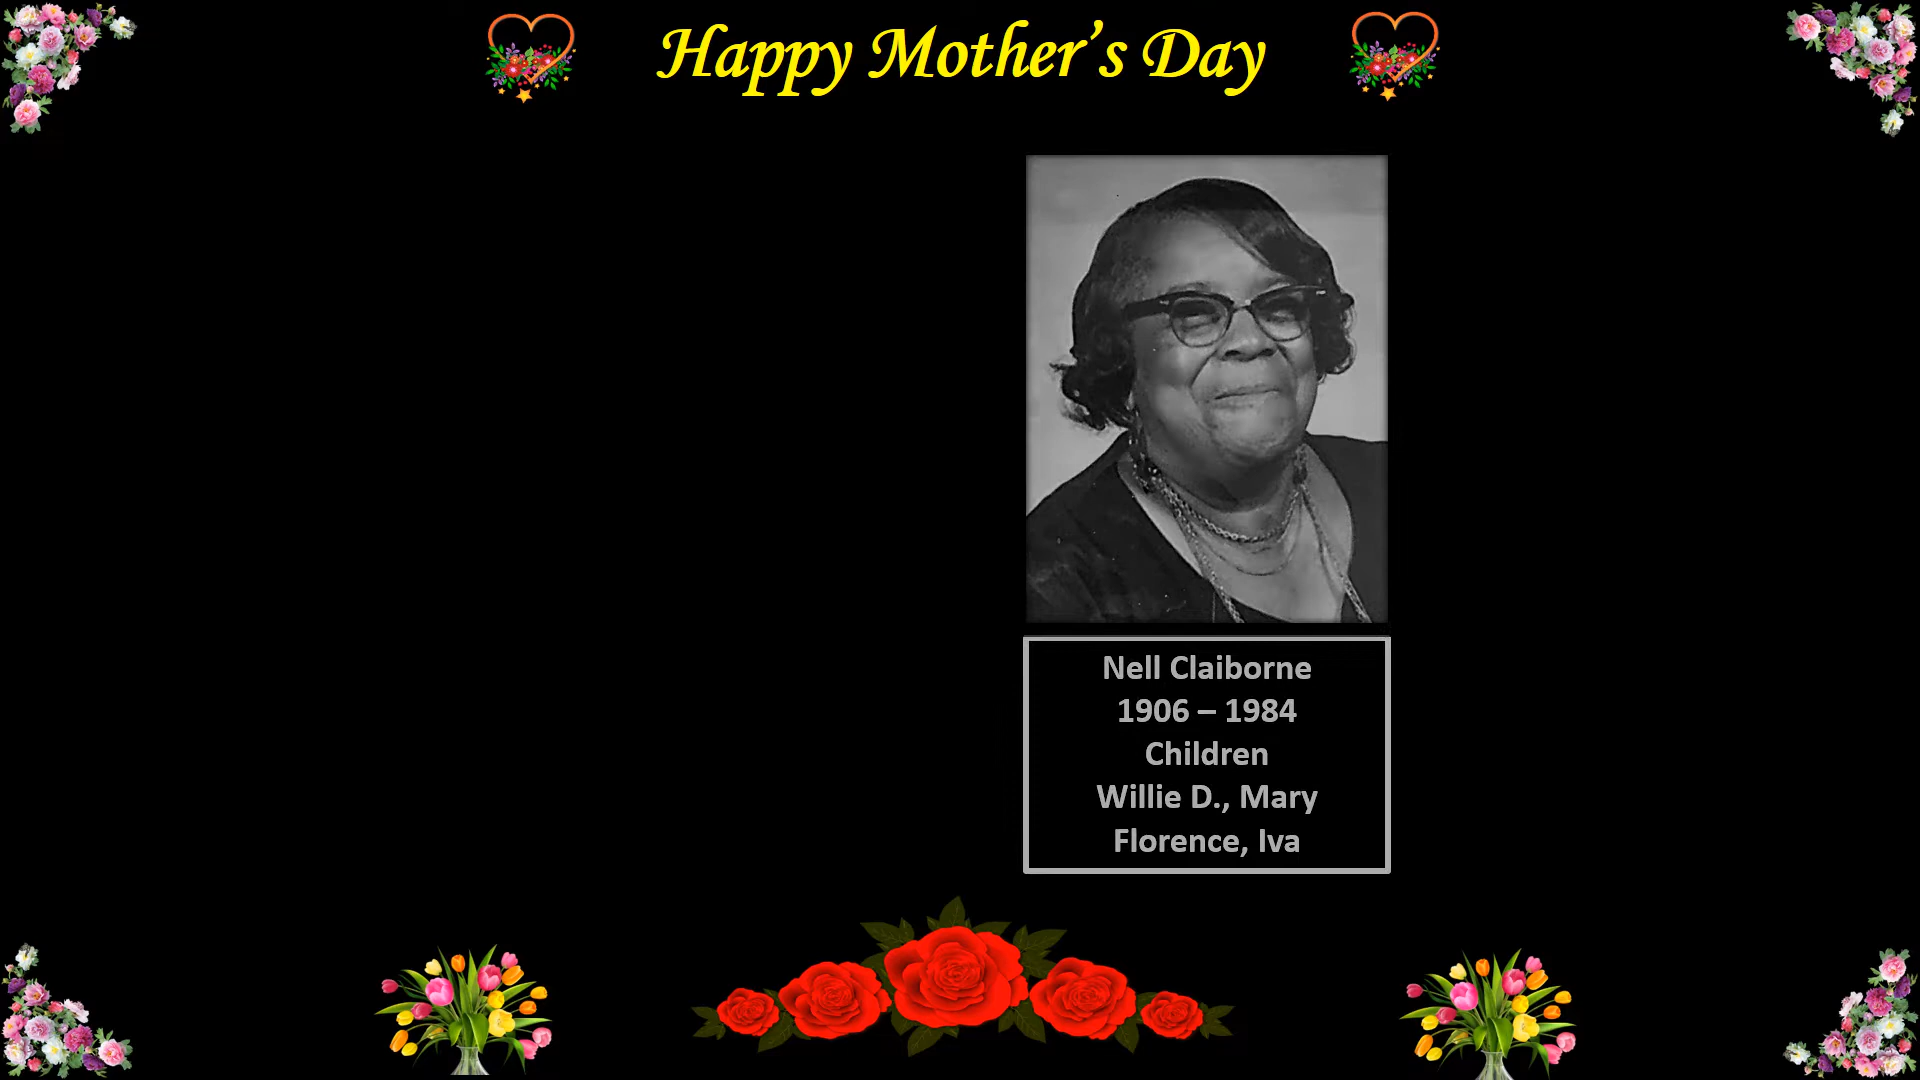 Happy Mother’s Day
Nell Claiborne
1906 – 1984
Children
Willie D., Mary
Florence, Iva